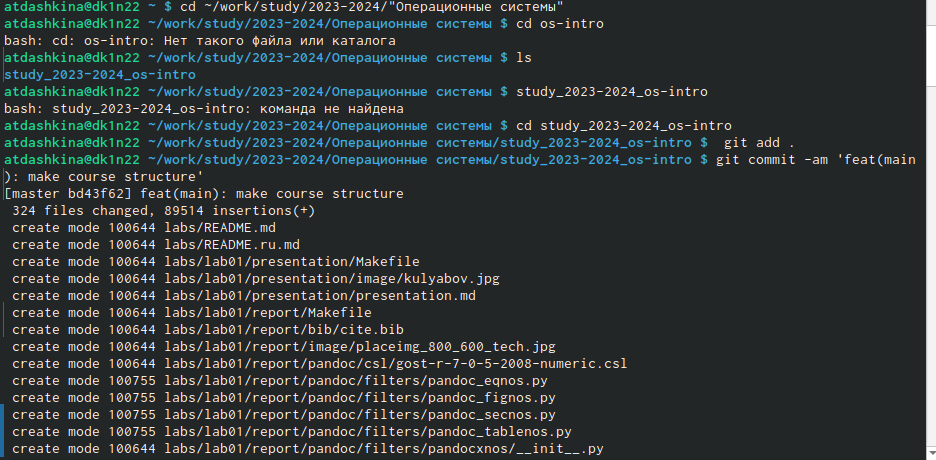 atdashkina@dk1n22 ~ $ cd ~/work/study/2023-2024/"Операционные системы"
atdashkina@dk1n22 ~/work/study/2023-2024/Операционные системы $ cd os-intro
bash: cd: os-intro: Нет такого файла или каталога
atdashkina@dk1n22 ~/work/study/2023-2024/Операционные системы $ ls
study_2023-2024_os-intro
atdashkina@dk1n22 ~/work/study/2023-2024/Операционные системы $ study_2023-2024_os-intro
bash: study_2023-2024_os-intro: команда не найдена
atdashkina@dk1n22 ~/work/study/2023-2024/Операционные системы $ cd study_2023-2024_os-intro
atdashkina@dk1n22 ~/work/study/2023-2024/Операционные системы/study_2023-2024_os-intro $  git add .
atdashkina@dk1n22 ~/work/study/2023-2024/Операционные системы/study_2023-2024_os-intro $ git commit -am 'feat(main
): make course structure'
[master bd43f62] feat(main): make course structure
 324 files changed, 89514 insertions(+)
 create mode 100644 labs/README.md
 create mode 100644 labs/README.ru.md
 create mode 100644 labs/lab01/presentation/Makefile
 create mode 100644 labs/lab01/presentation/image/kulyabov.jpg
 create mode 100644 labs/lab01/presentation/presentation.md
 create mode 100644 labs/lab01/report/Makefile
 create mode 100644 labs/lab01/report/bib/cite.bib
 create mode 100644 labs/lab01/report/image/placeimg_800_600_tech.jpg
 create mode 100644 labs/lab01/report/pandoc/csl/gost-r-7-0-5-2008-numeric.csl
 create mode 100755 labs/lab01/report/pandoc/filters/pandoc_eqnos.py
 create mode 100755 labs/lab01/report/pandoc/filters/pandoc_fignos.py
 create mode 100755 labs/lab01/report/pandoc/filters/pandoc_secnos.py
 create mode 100755 labs/lab01/report/pandoc/filters/pandoc_tablenos.py
 create mode 100644 labs/lab01/report/pandoc/filters/pandocxnos/__init__.py